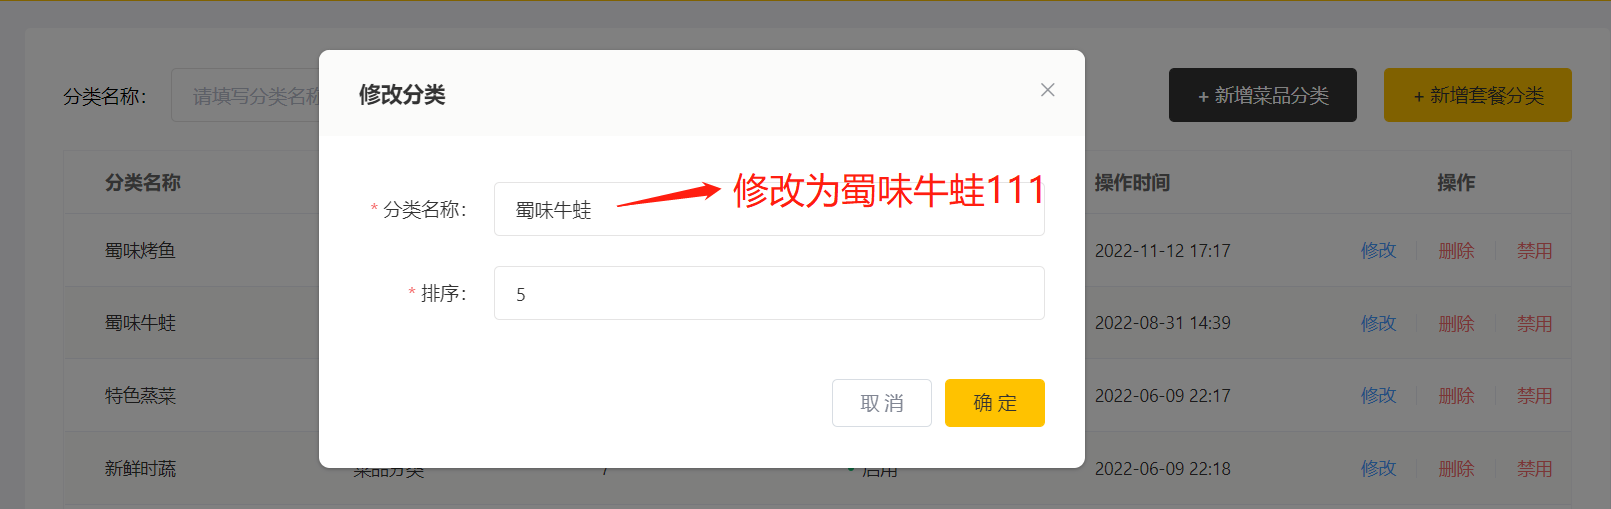 分类名称：
请填写分类名称
+ 新增菜品分类
+ 新增套餐分类
修改分类
* 分类名称：
蜀味牛蛙
修改为蜀味牛蛙111
* 排序：
5
取 消
确 定
分类名称 操作时间 操作
蜀味烤鱼 2022-11-12 17:17 修改 删除 禁用
蜀味牛蛙 2022-08-31 14:39 修改 删除 禁用
特色蒸菜 2022-06-09 22:17 修改 删除 禁用
新鲜时蔬 菜品分类 7 启用 2022-06-09 22:18 修改 删除 禁用